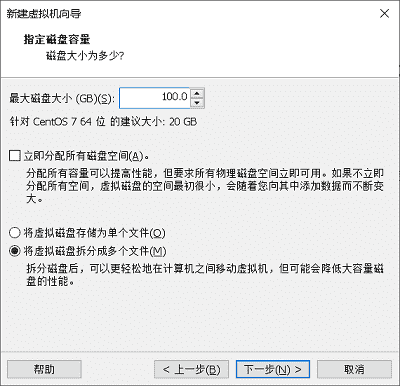 新建虚拟机向导
指定磁盘容量
磁盘大小为多少?
最大磁盘大小 (GB)(S): 100.0
针对 CentOS 7 64 位 的建议大小: 20 GB
立即分配所有磁盘空间(A)。
分配所有容量可以提高性能，但要求所有物理磁盘空间立即可用。如果不立即
分配所有空间，虚拟磁盘的空间最初很小，会随着您向其中添加数据而不断变
大。
将虚拟磁盘存储为单个文件(O)
将虚拟磁盘拆分成多个文件(M)
拆分磁盘后，可以更轻松地在计算机之间移动虚拟机，但可能会降低大容量磁
盘的性能。
帮助 < 上一步(B) 下一步(N) > 取消